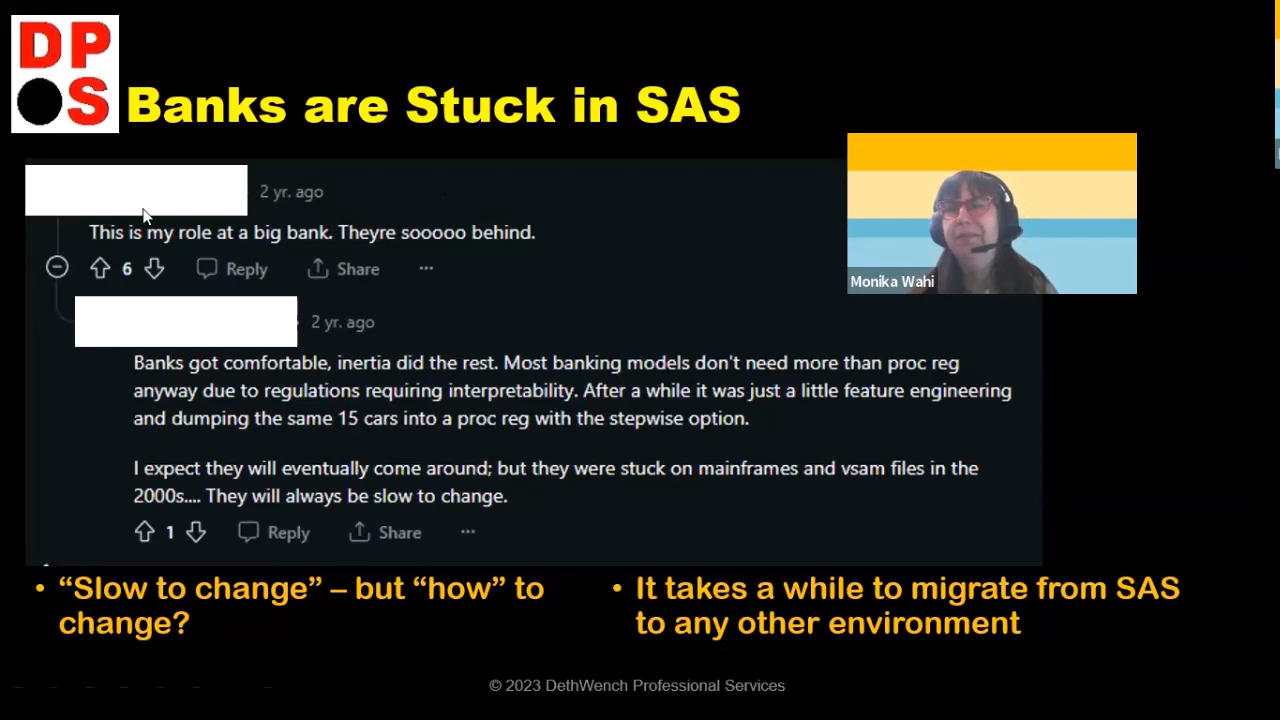 DP
S
Banks are Stuck in SAS
2 yr. ago
This is my role at a big bank. Theyre sooooo behind.
6 Reply Share ...
Monika Wahi
2 yr. ago
Banks got comfortable, inertia did the rest. Most banking models don't need more than proc reg
anyway due to regulations requiring interpretability. After a while it was just a little feature engineering
and dumping the same 15 cars into a proc reg with the stepwise option.
I expect they will eventually come around; but they were stuck on mainframes and vsam files in the
2000s.... They will always be slow to change.
1 Reply Share ...
• “Slow to change” – but “how” to
change?
• It takes a while to migrate from SAS
to any other environment
© 2023 DethWench Professional Services